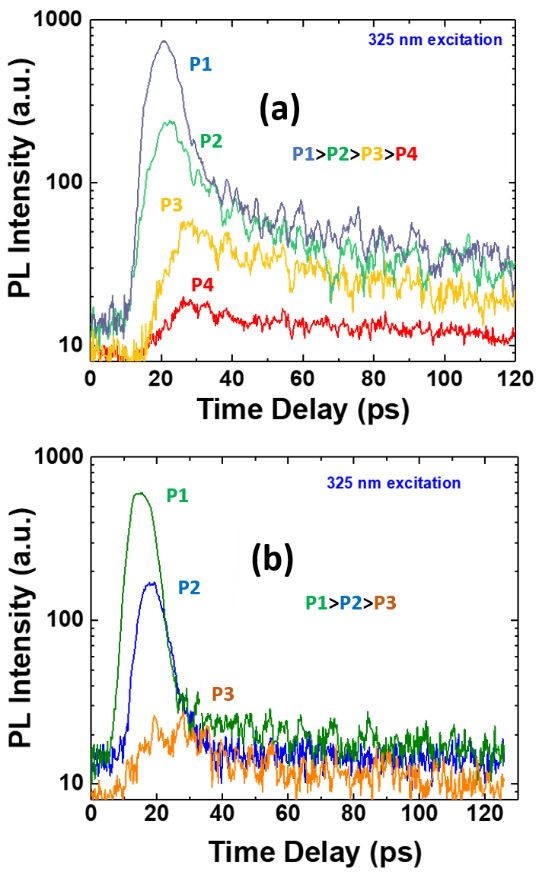 1000
325 nm excitation
P1
(a)
P2
P1>P2>P3>P4
100
P3
P4
10
0 20 40 60 80 100 120
PL Intensity (a.u.)
Time Delay (ps)
1000
325 nm excitation
P1
(b)
P2
P1>P2>P3
100
P3
10
0 20 40 60 80 100 120
PL Intensity (a.u.)
Time Delay (ps)